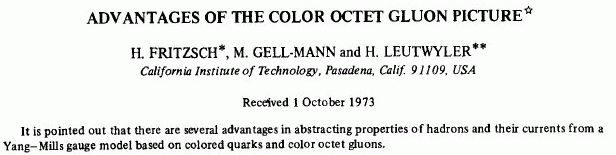 ADVANTAGES OF THE COLOR OCTET GLUON PICTURE☆
H. FRITZSCH*, M. GELL-MANN and H. LEUTWYLER**
California Institute of Technology, Pasadena, Calif. 91109, USA
Received 1 October 1973
It is pointed out that there are several advantages in abstracting properties of hadrons and their currents from a
Yang–Mills gauge model based on colored quarks and color octet gluons.